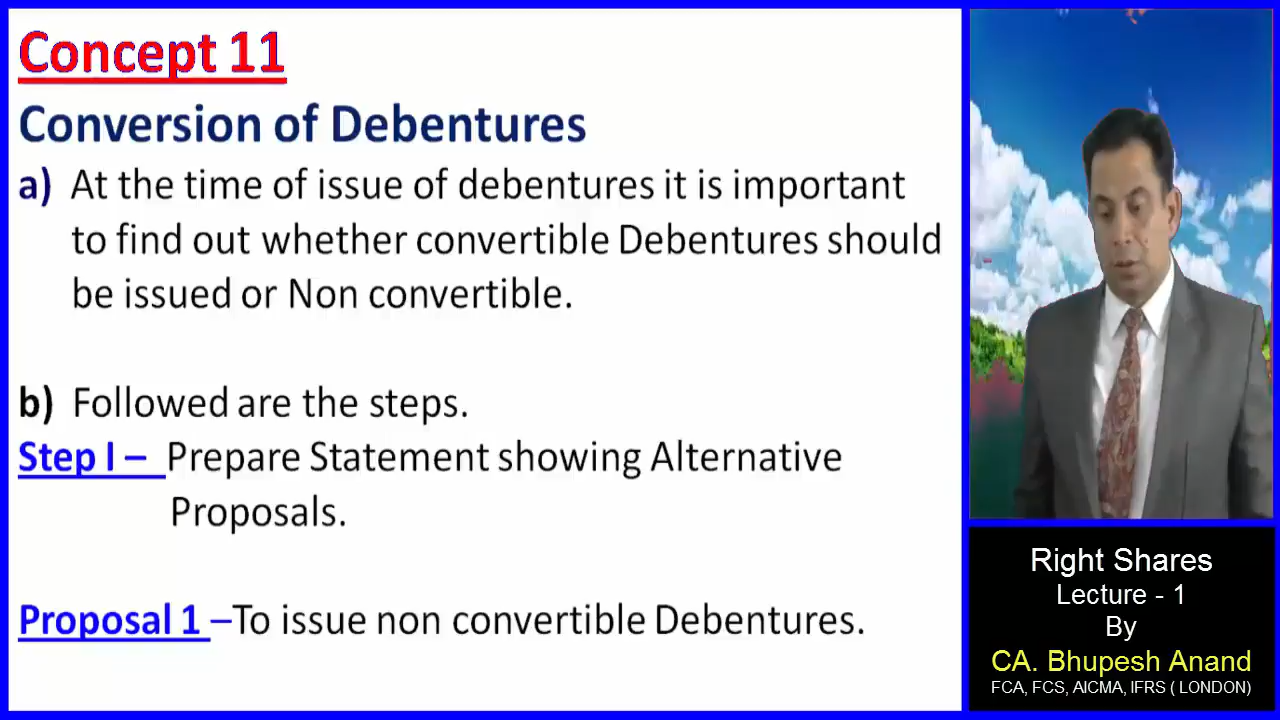 Concept 11
Conversion of Debentures
a) At the time of issue of debentures it is important
to find out whether convertible Debentures should
be issued or Non convertible.
b) Followed are the steps.
Step I – Prepare Statement showing Alternative
Proposals.
Proposal 1 –To issue non convertible Debentures.
Right Shares
Lecture - 1
By
CA. Bhupesh Anand
FCA, FCS, AICMA, IFRS ( LONDON)